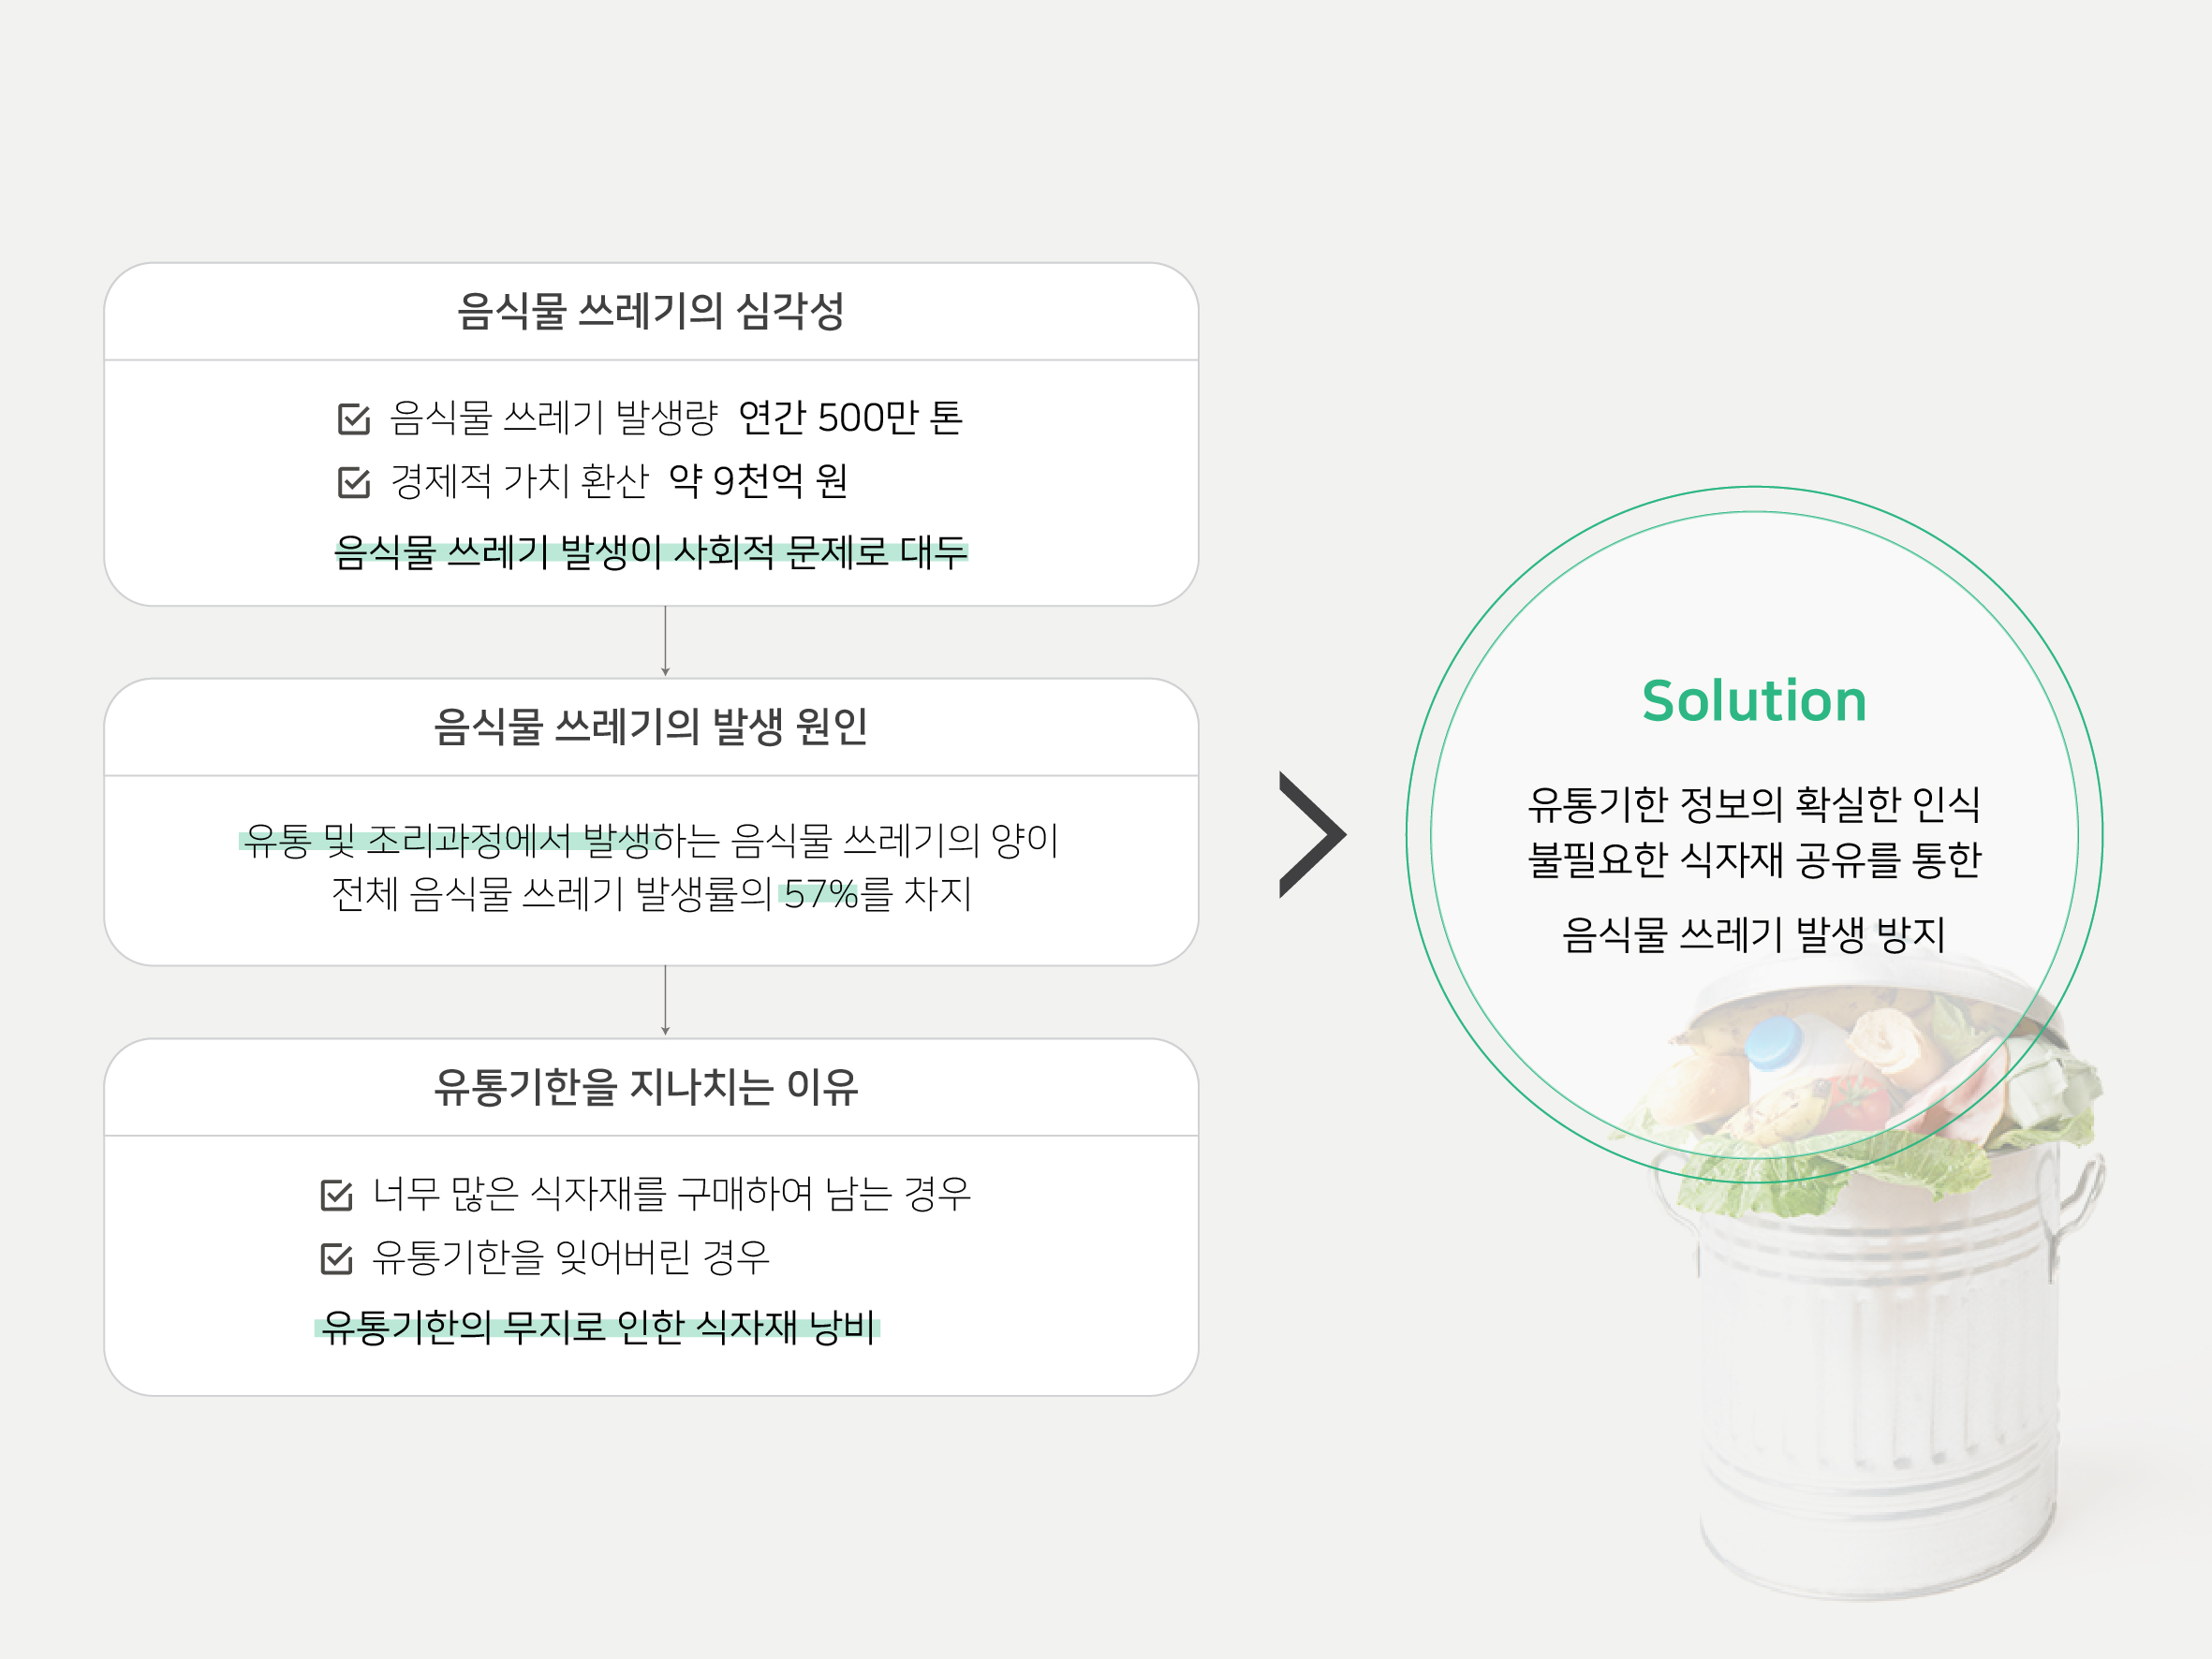 음식물 쓰레기의 심각성
음식물 쓰레기 발생량 연간 500만 톤
경제적 가치 환산 약 9천억 원
음식물 쓰레기 발생이 사회적 문제로 대두
음식물 쓰레기의 발생 원인
유통 및 조리과정에서 발생하는 음식물 쓰레기의 양이
전체 음식물 쓰레기 발생률의 57%를 차지
유통기한을 지나치는 이유
너무 많은 식자재를 구매하여 남는 경우
유통기한을 잊어버린 경우
유통기한의 무지로 인한 식자재 낭비
Solution
유통기한 정보의 확실한 인식
불필요한 식자재 공유를 통한
음식물 쓰레기 발생 방지